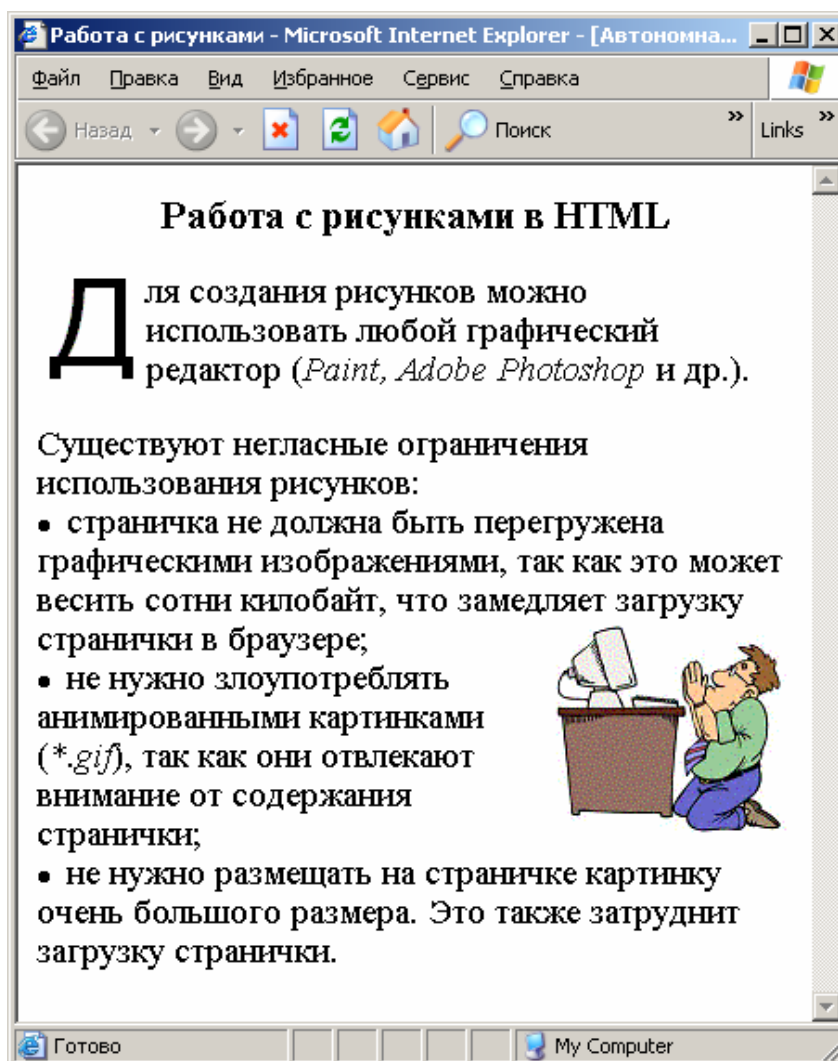 Работа с рисунками - Microsoft Internet Explorer - [Автономна...
Файл Правка Вид Избранное Сервис Справка
Назад Поиск » Links »
Работа с рисунками в HTML
Для создания рисунков можно
использовать любой графический
редактор (Paint, Adobe Photoshop и др.).
Существуют негласные ограничения
использования рисунков:
• страничка не должна быть перегружена
графическими изображениями, так как это может
весить сотни килобайт, что замедляет загрузку
странички в браузере;
• не нужно злоупотреблять
анимированными картинками
(*.gif), так как они отвлекают
внимание от содержания
странички;
• не нужно размещать на страничке картинку
очень большого размера. Это также затруднит
загрузку странички.
Готово My Computer